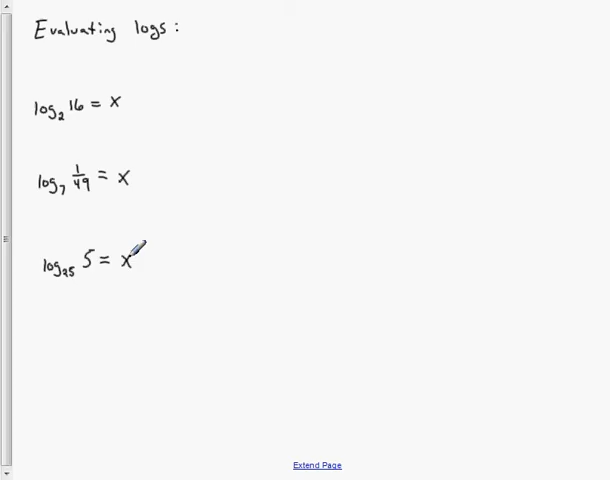 Evaluating logs:
log₂ 16 = x
log₇ 1/49 = x
log₂₅ 5 = x
Extend Page